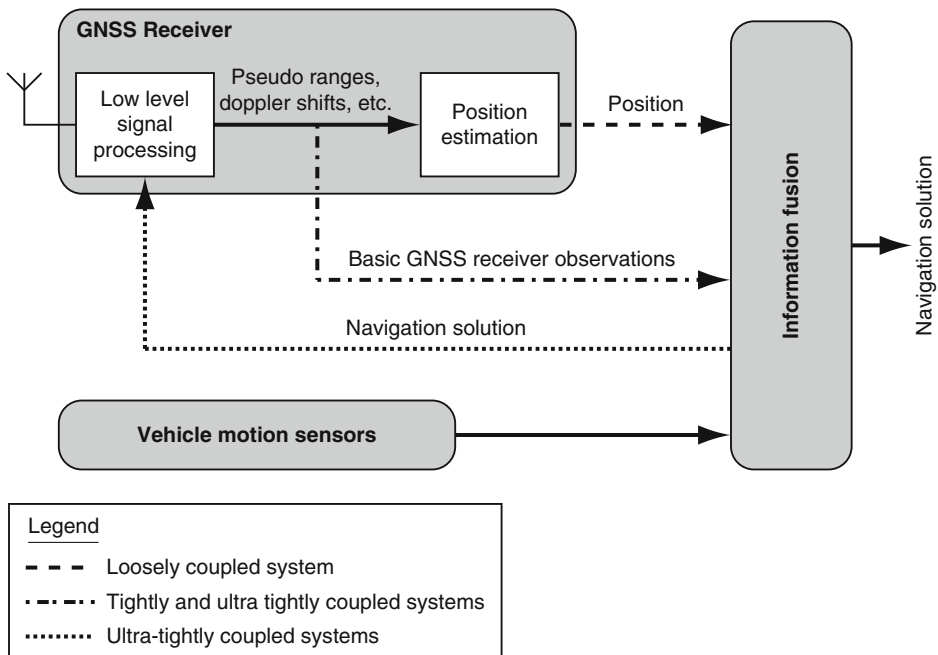 GNSS Receiver
Low level
signal
processing
Pseudo ranges,
doppler shifts, etc.
Position
estimation
Position
Information fusion
Navigation solution
Basic GNSS receiver observations
Navigation solution
Vehicle motion sensors
Legend
Loosely coupled system
Tightly and ultra tightly coupled systems
Ultra-tightly coupled systems